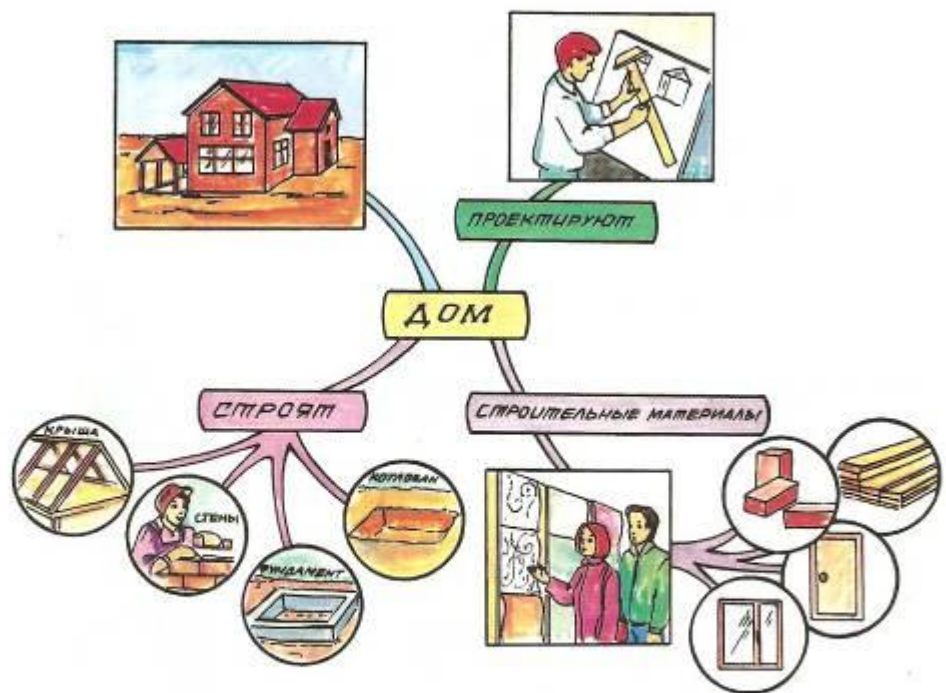 ПРОЕКТИРУЮТ
ДОМ
СТРОЯТ
СТРОИТЕЛЬНЫЕ МАТЕРИАЛЫ
КРЫША
КОТЛОВАН
СТЕНЫ
ФУНДАМЕНТ